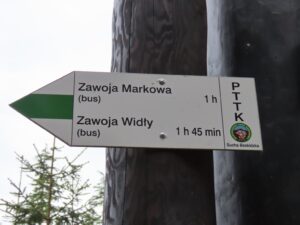 Zawoja Markowa
(bus) 1 h
Zawoja Widły
(bus) 1 h 45 min
PTTK
Sucha Beskidzka